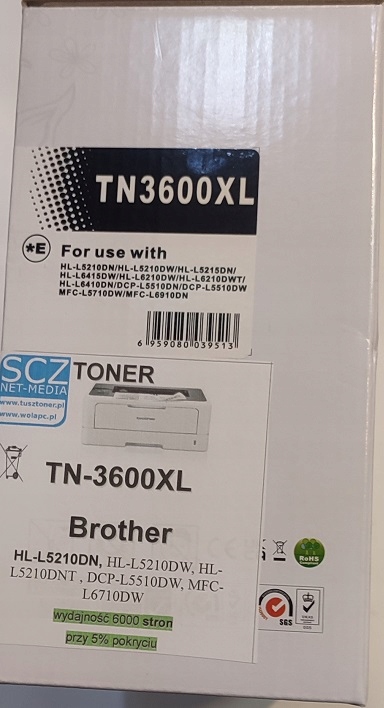 TN3600XL
*E For use with
HL-L5210DN/HL-L5210DW/HL-L5215DN/
HL-L6415DW/HL-L6210DW/HL-L6210DWT/
HL-L6410DN/DCP-L5510DN/DCP-L5510DW
MFC-L5710DW/MFC-L6910DN
6 959080 039513
SCZ
NET-MEDIA
www.tusztoner.pl
www.wolapc.pl
TONER
TN-3600XL
Brother
HL-L5210DN, HL-L5210DW, HL-
L5210DNT , DCP-L5510DW, MFC-
L6710DW
wydajność 6000 stron
przy 5% pokryciu
RoHS
SGS